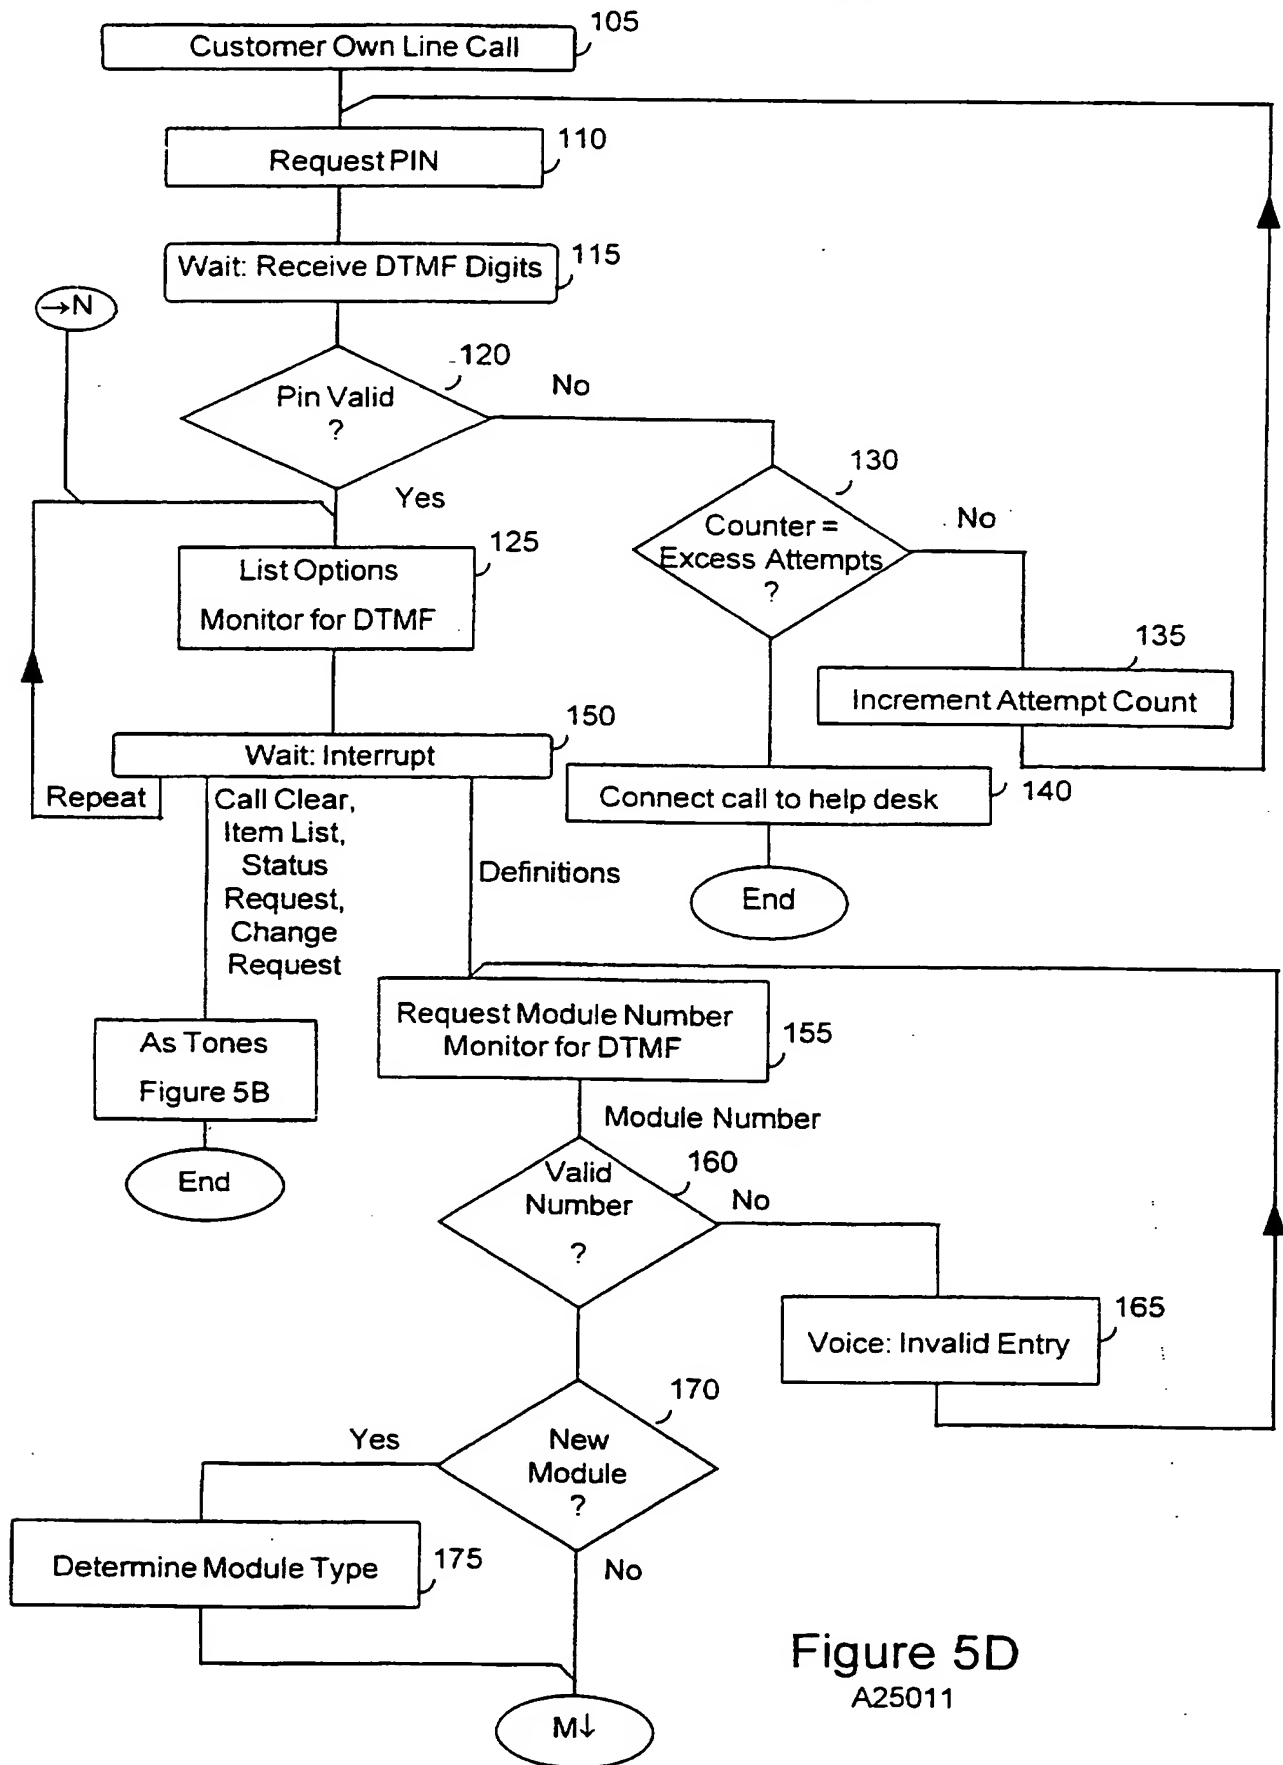 Customer Own Line Call
105
Request PIN
110
Wait: Receive DTMF Digits
115
→N
Pin Valid
?
120
No
Yes
Counter =
Excess Attempts
?
130
No
List Options
Monitor for DTMF
125
135
Increment Attempt Count
150
Wait: Interrupt
Repeat
Call Clear,
Item List,
Status
Request,
Change
Request
Definitions
Connect call to help desk
140
End
As Tones
Figure 5B
End
Request Module Number
Monitor for DTMF
155
Module Number
Valid
Number
?
160
No
Voice: Invalid Entry
165
New
Module
?
170
Yes
No
Determine Module Type
175
M↓
Figure 5D
A25011